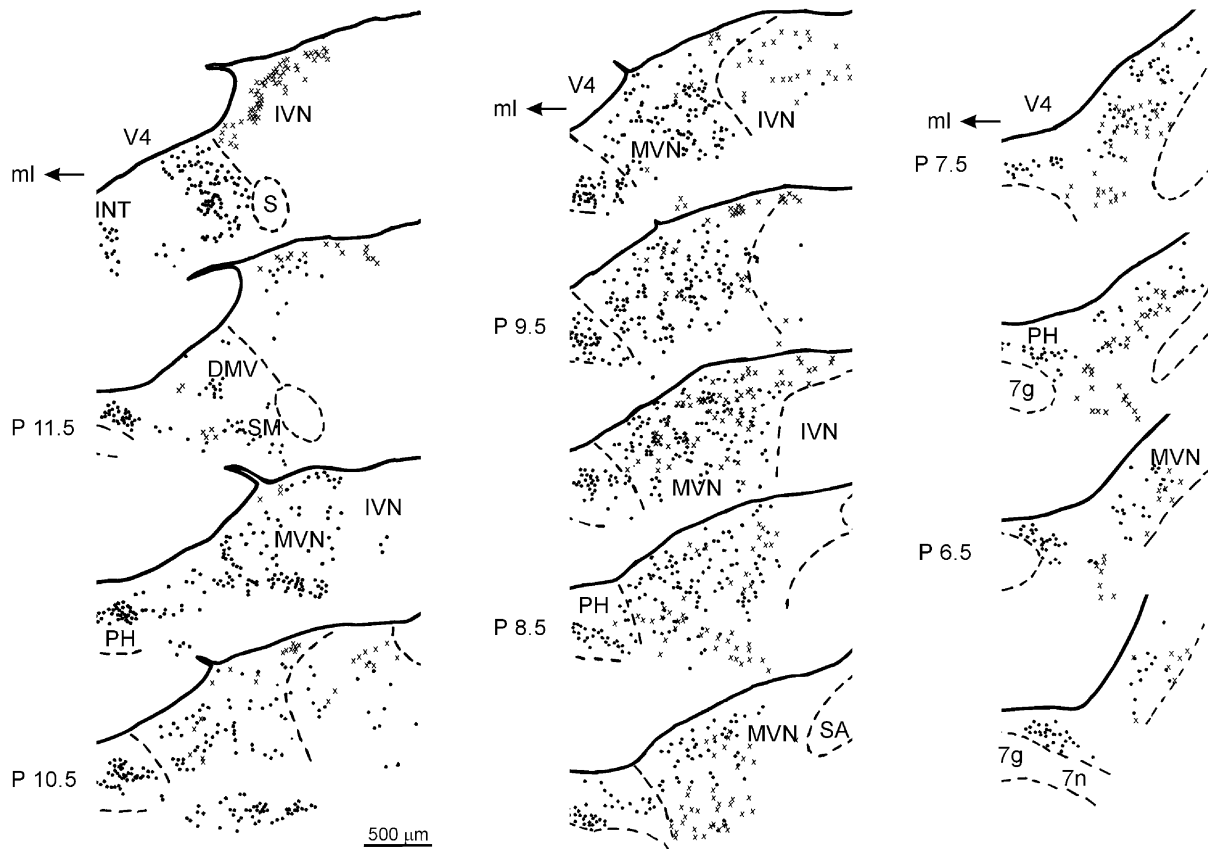 V4
IVN
ml
INT
S
DMV
P 11.5
SM
IVN
MVN
PH
P 10.5
500 µm
V4
ml
MVN
IVN
P 9.5
IVN
MVN
PH
P 8.5
MVN
SA
V4
ml
P 7.5
PH
7g
MVN
P 6.5
7g
7n